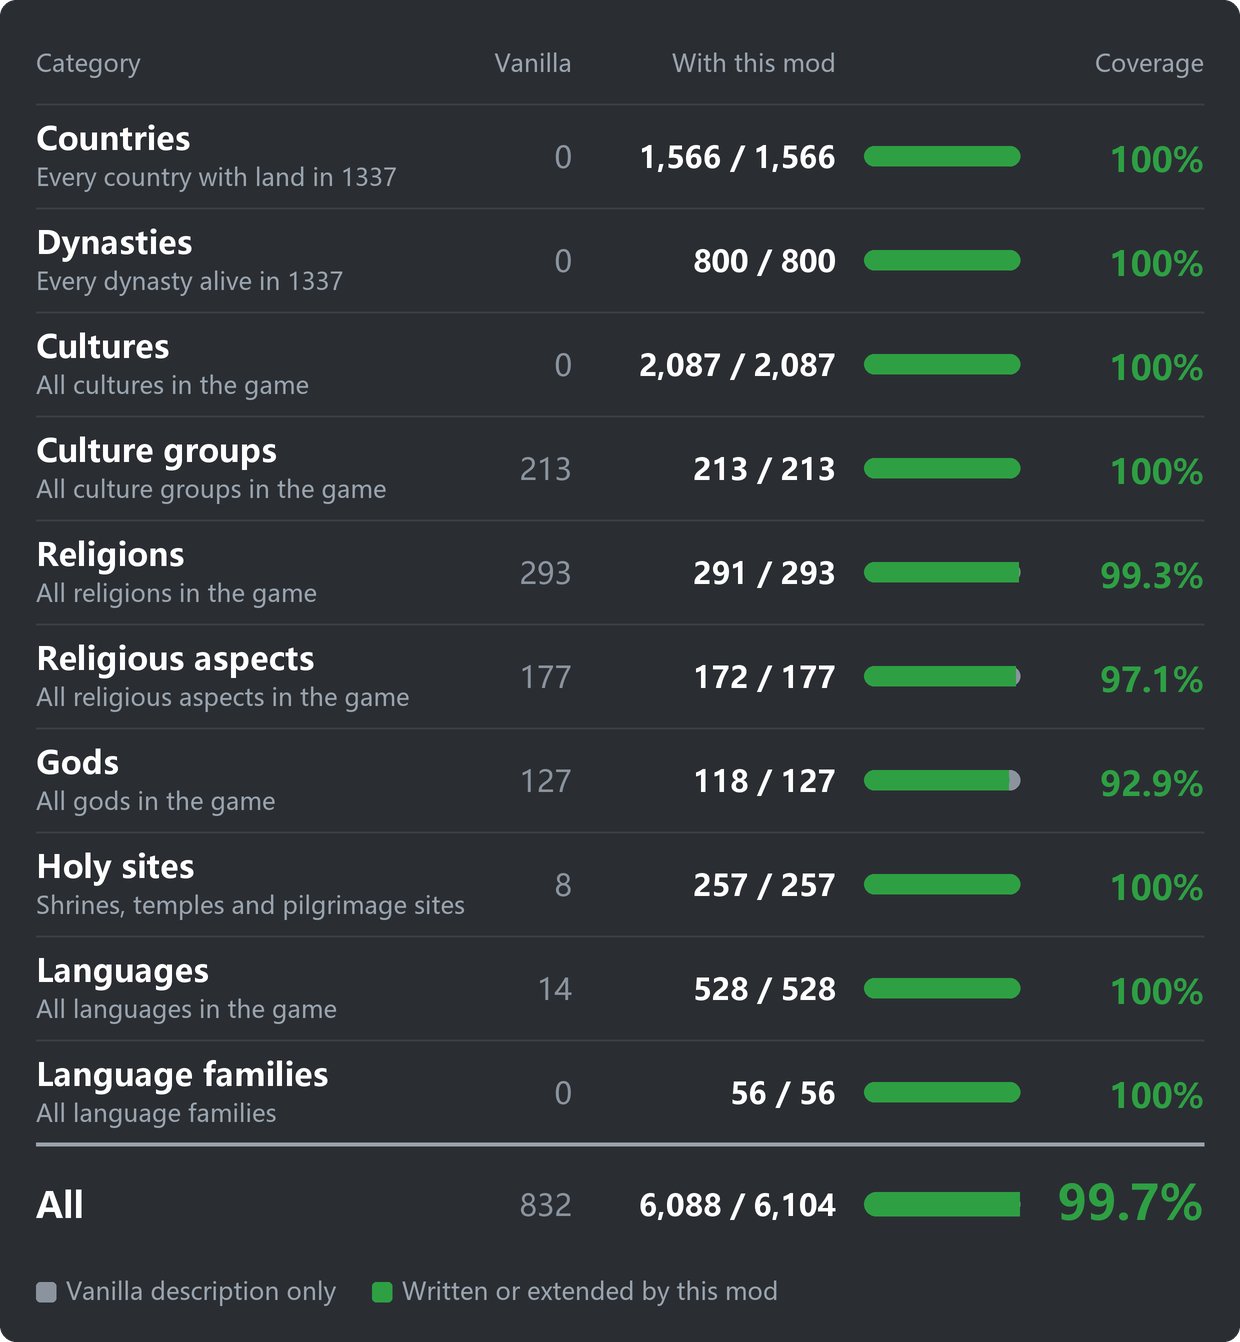 Category Vanilla With this mod Coverage
Countries
Every country with land in 1337
0 1,566 / 1,566 100%
Dynasties
Every dynasty alive in 1337
0 800 / 800 100%
Cultures
All cultures in the game
0 2,087 / 2,087 100%
Culture groups
All culture groups in the game
213 213 / 213 100%
Religions
All religions in the game
293 291 / 293 99.3%
Religious aspects
All religious aspects in the game
177 172 / 177 97.1%
Gods
All gods in the game
127 118 / 127 92.9%
Holy sites
Shrines, temples and pilgrimage sites
8 257 / 257 100%
Languages
All languages in the game
14 528 / 528 100%
Language families
All language families
0 56 / 56 100%
All 832 6,088 / 6,104 99.7%
Vanilla description only Written or extended by this mod